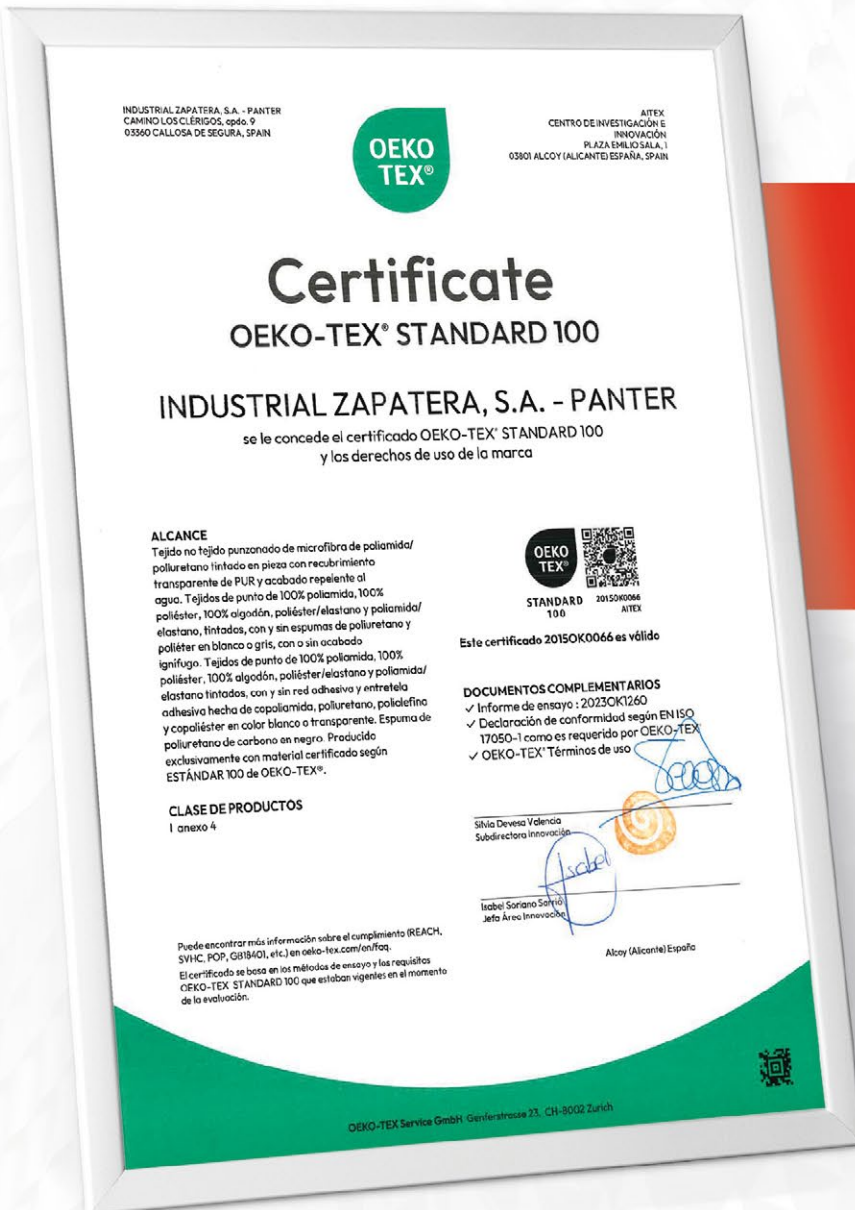 INDUSTRIAL ZAPATERA, S.A. - PANTER
CAMINO LOS CLÉRIGOS, apdo. 9
03360 CALLOSA DE SEGURA, SPAIN
OEKO
TEX®
AITEX
CENTRO DE INVESTIGACIÓN E
INNOVACIÓN
PLAZA EMILIO SALA, 1
03801 ALCOY (ALICANTE) ESPAÑA, SPAIN
Certificate
OEKO-TEX® STANDARD 100
INDUSTRIAL ZAPATERA, S.A. - PANTER
se le concede el certificado OEKO-TEX® STANDARD 100
y los derechos de uso de la marca
ALCANCE
Tejido no tejido punzonado de microfibra de poliamida/
poliuretano tintado en pieza con recubrimiento
transparente de PUR y acabado repelente al
agua. Tejidos de punto de 100% poliamida, 100%
poliéster, 100% algodón, poliéster/elastano y poliamida/
elastano, tintados, con y sin espumas de poliuretano y
poliéter en blanco o gris, con o sin acabado
ignífugo. Tejidos de punto de 100% poliamida, 100%
poliéster, 100% algodón, poliéster/elastano y poliamida/
elastano tintados, con y sin red adhesiva y entretela
adhesiva hecha de copoliamida, poliuretano, poliolefina
y copoliéster en color blanco o transparente. Espuma de
poliuretano de carbono en negro. Producido
exclusivamente con material certificado según
ESTÁNDAR 100 de OEKO-TEX®.
CLASE DE PRODUCTOS
I anexo 4
OEKO
TEX®
STANDARD
100
2015OK0066
AITEX
Este certificado 2015OK0066 es válido
DOCUMENTOS COMPLEMENTARIOS
✓ Informe de ensayo : 2023OK1260
✓ Declaración de conformidad según EN ISO
17050-1 como es requerido por OEKO-TEX®
✓ OEKO-TEX® Términos de uso
Silvia Devesa Valencia
Subdirectora Innovación
Isabel
Isabel Soriano Sarrió
Jefa Área Innovación
Alcoy (Alicante) España
Puede encontrar más información sobre el cumplimiento (REACH,
SVHC, POP, GB18401, etc.) en oeko-tex.com/en/faq.
El certificado se basa en los métodos de ensayo y los requisitos
OEKO-TEX STANDARD 100 que estaban vigentes en el momento
de la evaluación.
OEKO-TEX Service GmbH Genferstrasse 23, CH-8002 Zurich